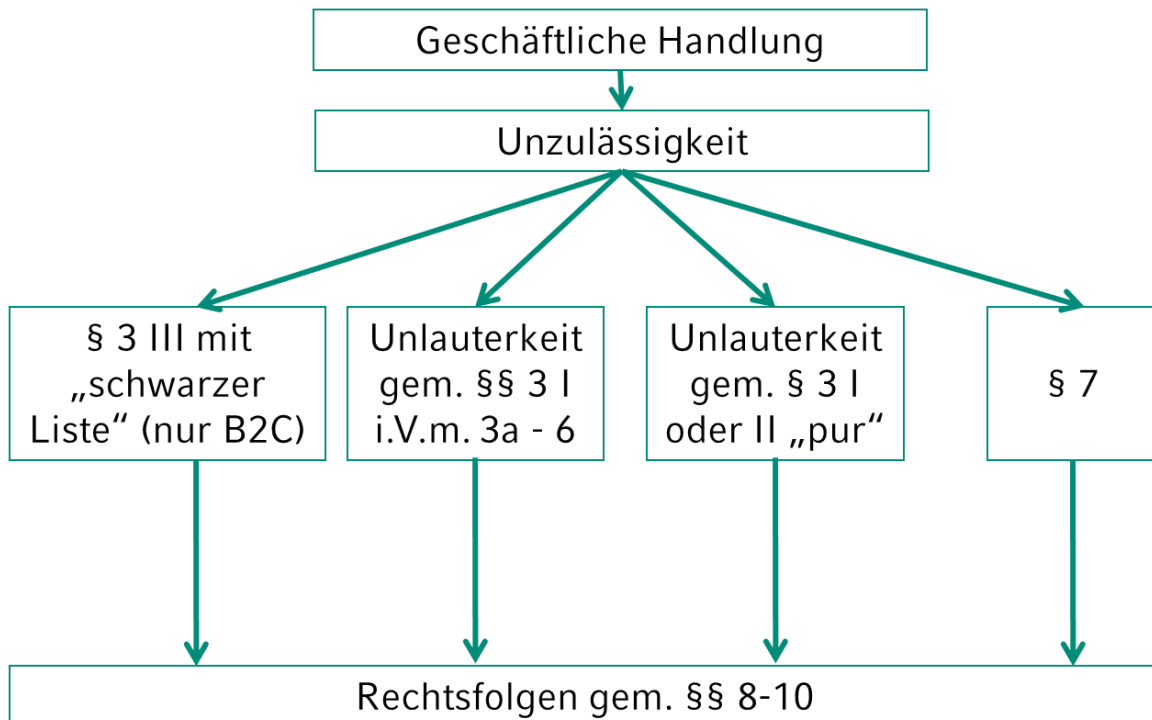 Geschäftliche Handlung
Unzulässigkeit
§ 3 III mit
„schwarzer
Liste“ (nur B2C)
Unlauterkeit
gem. §§ 3 I
i.V.m. 3a - 6
Unlauterkeit
gem. § 3 I
oder II „pur“
§ 7
Rechtsfolgen gem. §§ 8-10